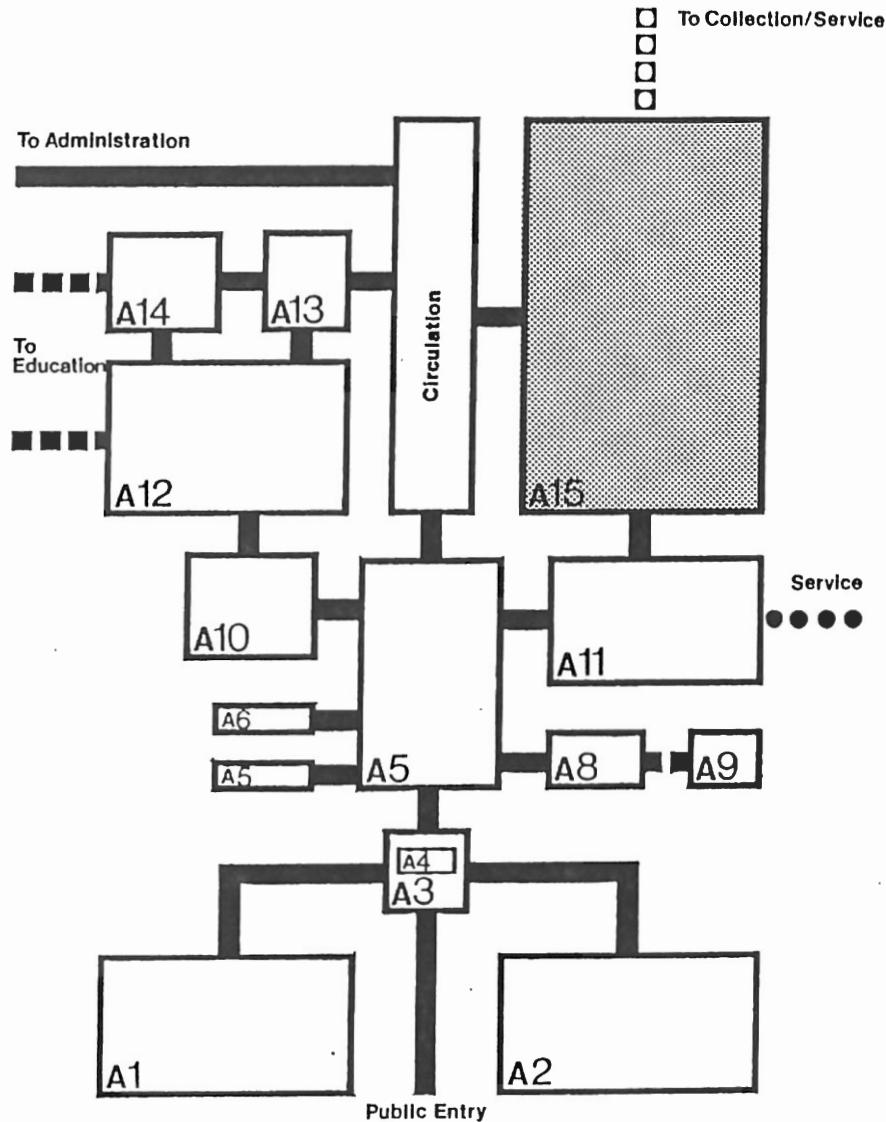 To Collection/Service
To Administration
A14
A13
To
Education
Circulation
A12
A15
A10
Service
A11
A6
A5
A5
A8
A9
A4
A3
A1
A2
Public Entry